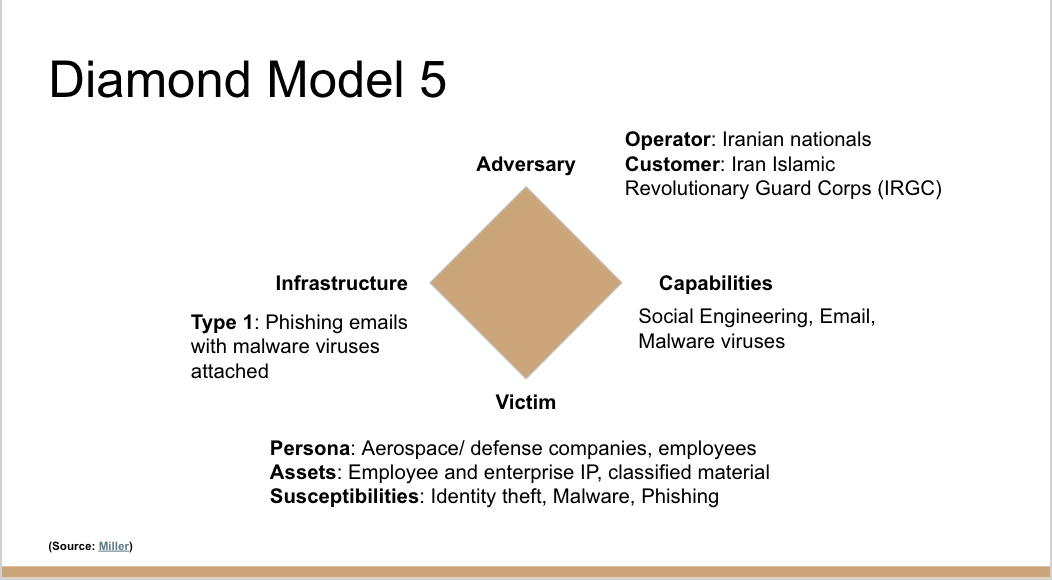 Diamond Model 5
Adversary
Operator: Iranian nationals
Customer: Iran Islamic
Revolutionary Guard Corps (IRGC)
Infrastructure
Type 1: Phishing emails
with malware viruses
attached
Capabilities
Social Engineering, Email,
Malware viruses
Victim
Persona: Aerospace/ defense companies, employees
Assets: Employee and enterprise IP, classified material
Susceptibilities: Identity theft, Malware, Phishing
(Source: Miller)